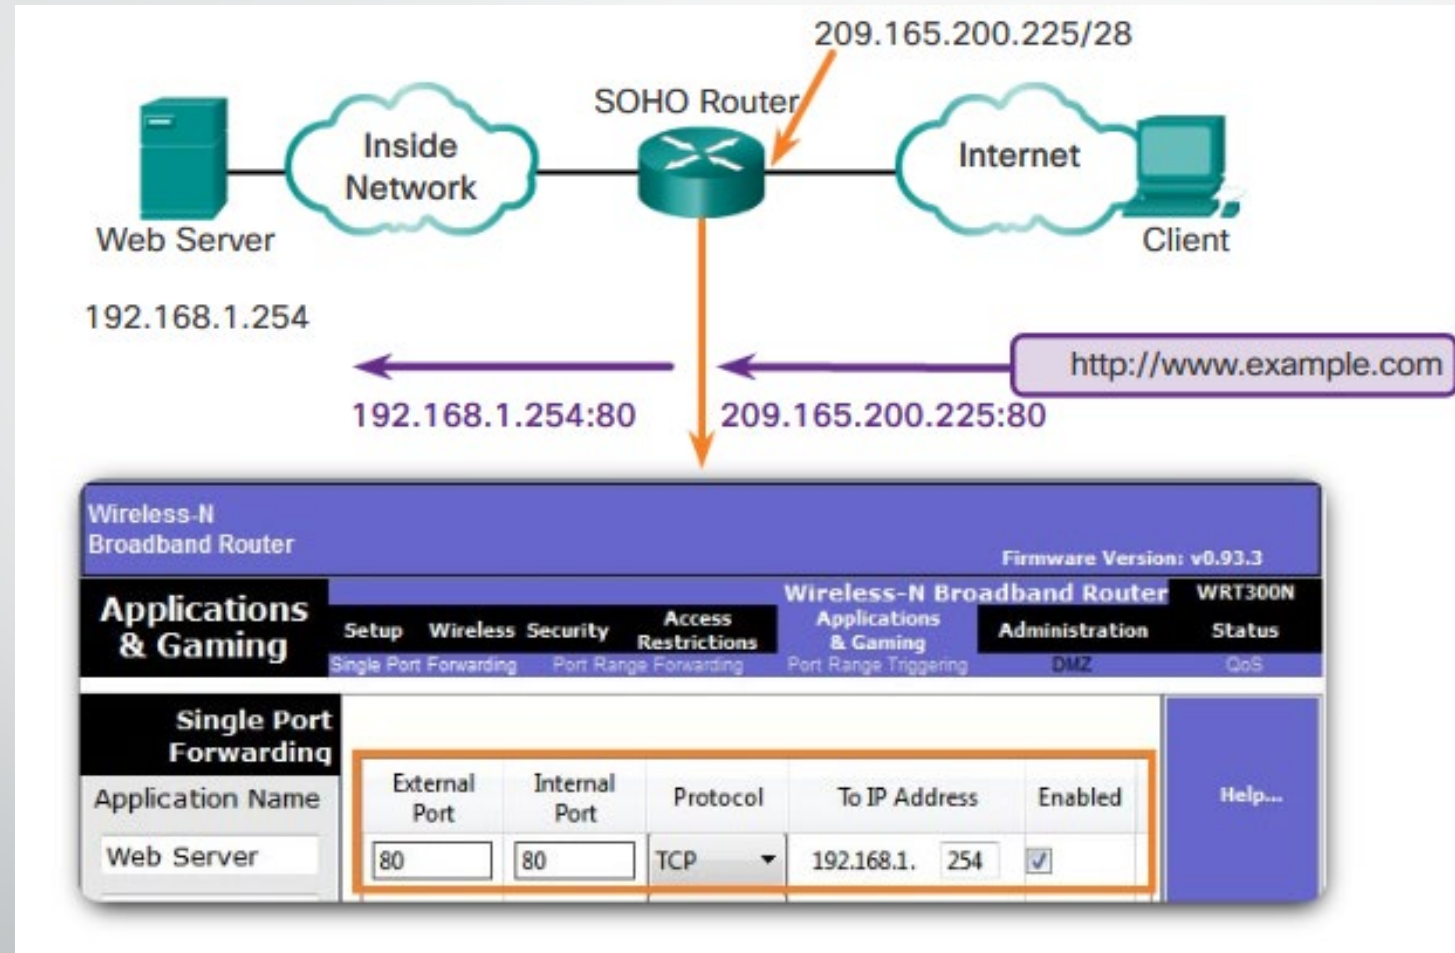 209.165.200.225/28
SOHO Router
Inside
Network
Internet
Web Server
Client
192.168.1.254
http://www.example.com
192.168.1.254:80
209.165.200.225:80
Wireless-N
Broadband Router
Firmware Version: v0.93.3
Applications
& Gaming
Wireless-N Broadband Router WRT300N
Setup Wireless Security Access
Restrictions Applications
& Gaming Administration Status
Single Port Forwarding Port Range Forwarding Port Range Triggering DMZ QoS
Single Port
Forwarding
Application Name
External
Port
Internal
Port
Protocol
To IP Address
Enabled
Help...
Web Server
80 80 TCP 192.168.1. 254